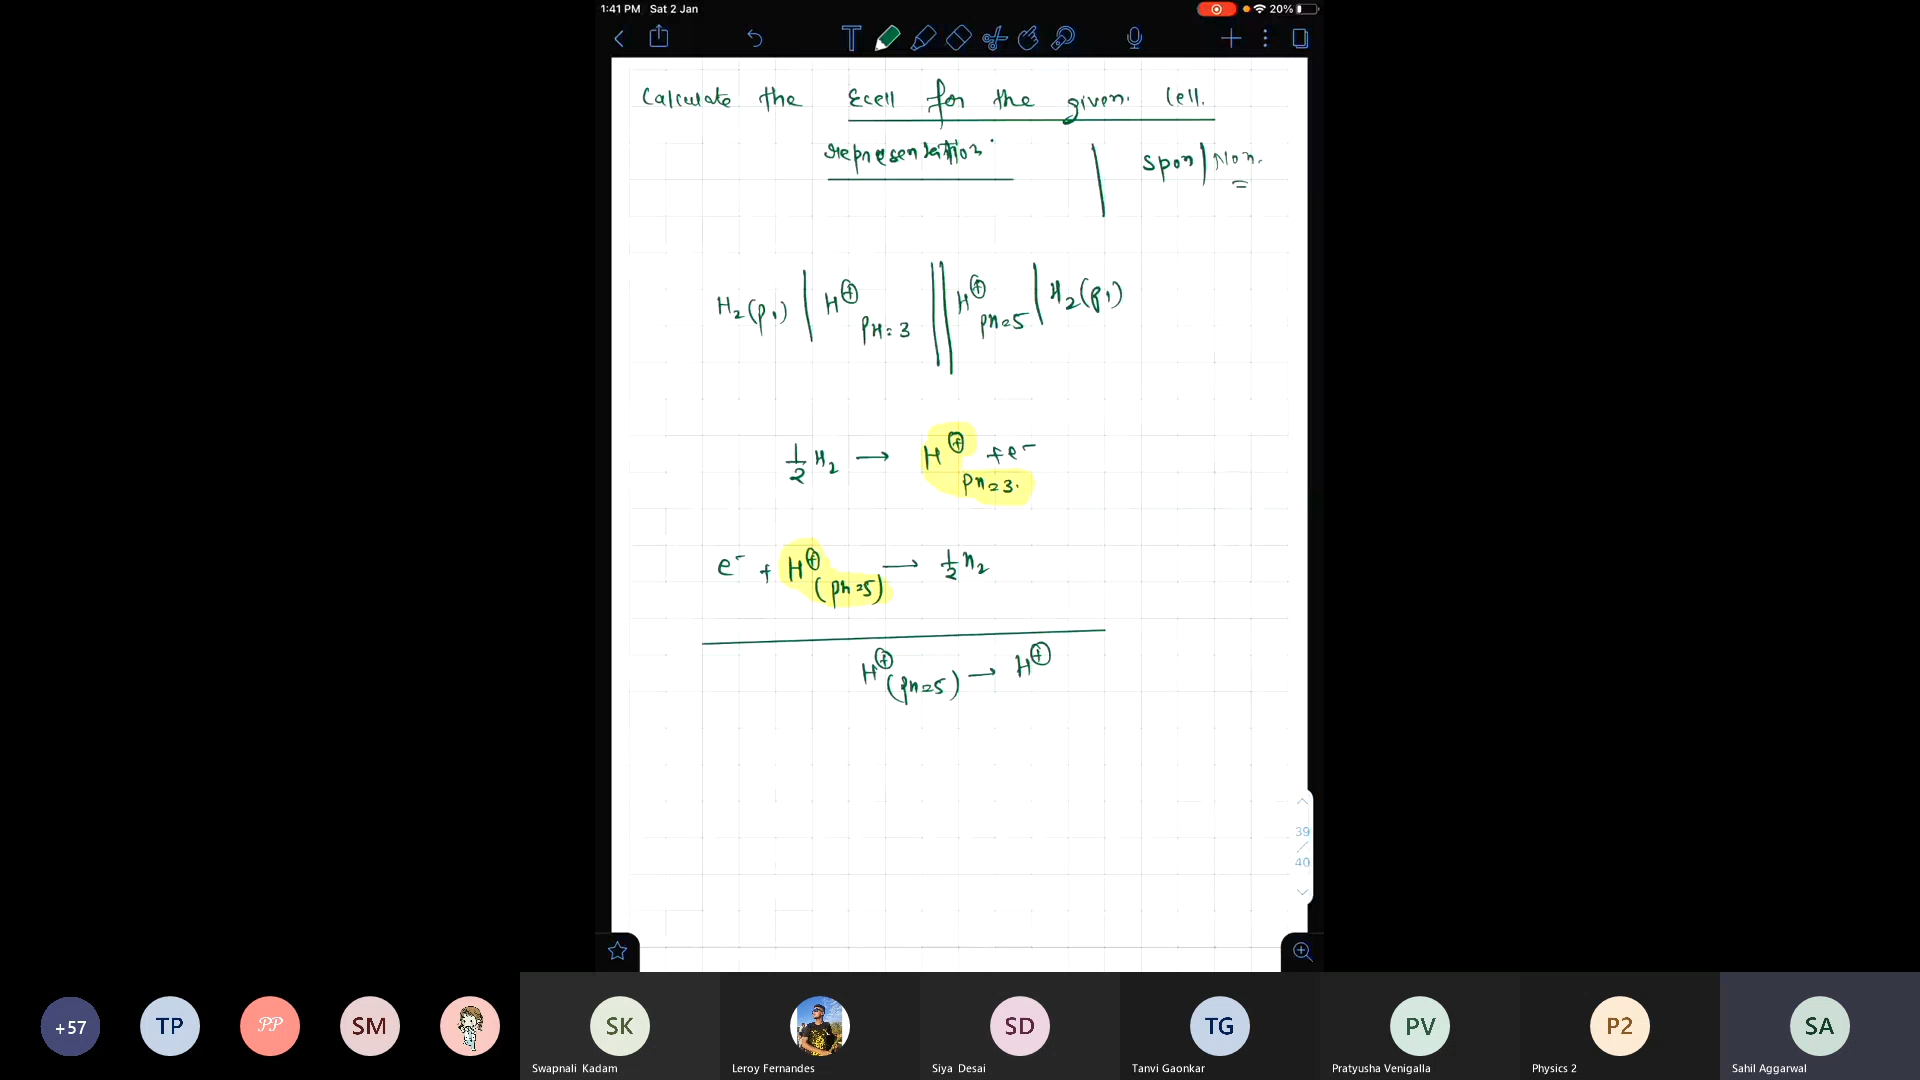 1:41 PM Sat 2 Jan
20%
Calculate the Ecell for the given. Cell.
representation.
Spon | Non.
H₂(P₁) | H⊕ pH=3 || H⊕ pH=5 | H₂(P₁)
½ H₂ → H⊕ + e⁻
pH=3.
e⁻ + H⊕ (pH=5) → ½ H₂
H⊕ (pH=5) → H⊕
39
/
40
+57
TP
PP
SM
SK
SD
TG
PV
P2
SA
Swapnali Kadam
Leroy Fernandes
Siya Desai
Tanvi Gaonkar
Pratyusha Venigalla
Physics 2
Sahil Aggarwal